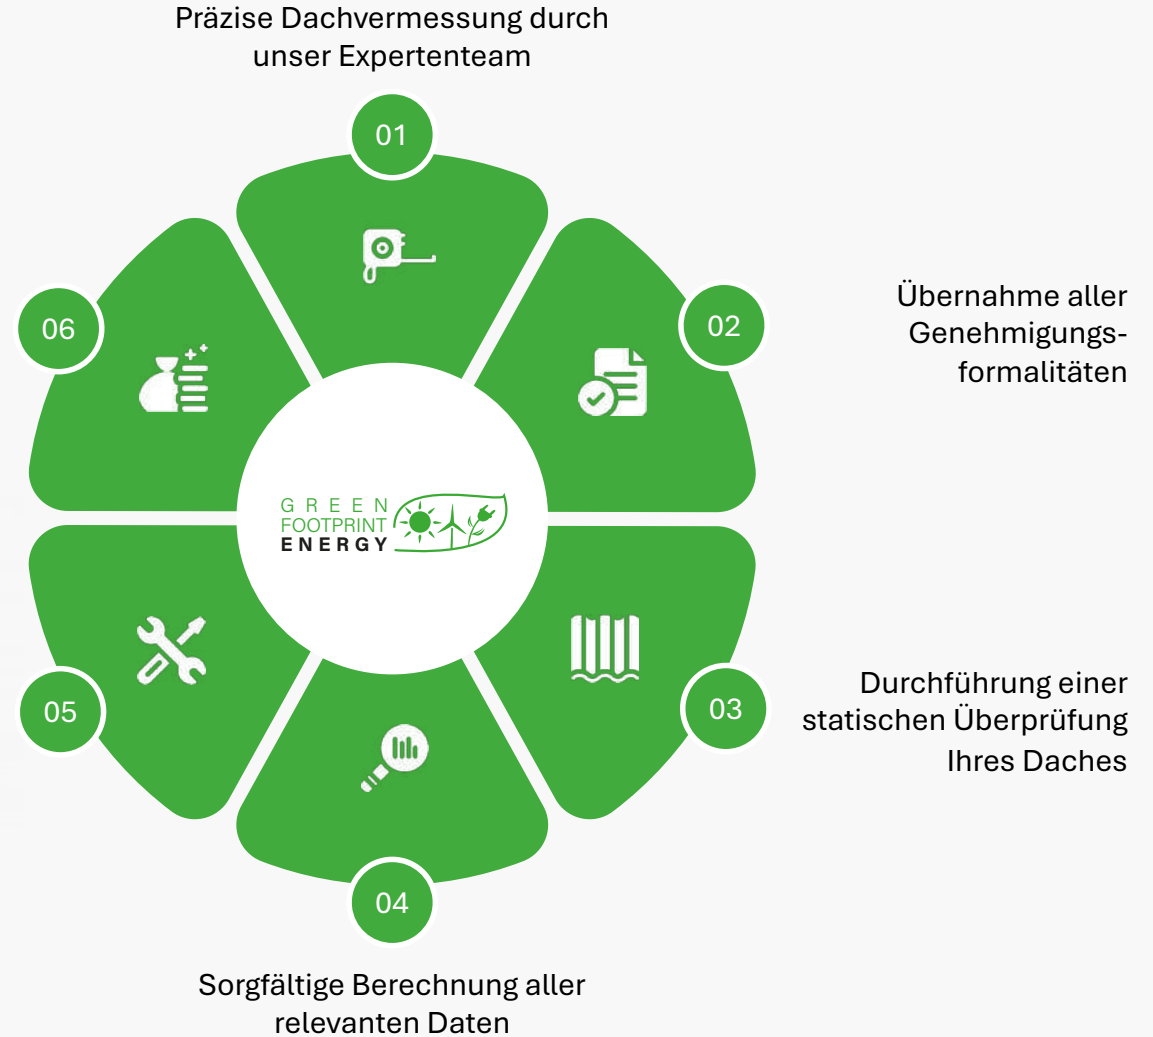 Präzise Dachvermessung durch
unser Expertenteam
01
06
02
Übernahme aller
Genehmigungs-
formalitäten
GREEN
FOOTPRINT
ENERGY
05
03
Durchführung einer
statischen Überprüfung
Ihres Daches
04
Sorgfältige Berechnung aller
relevanten Daten